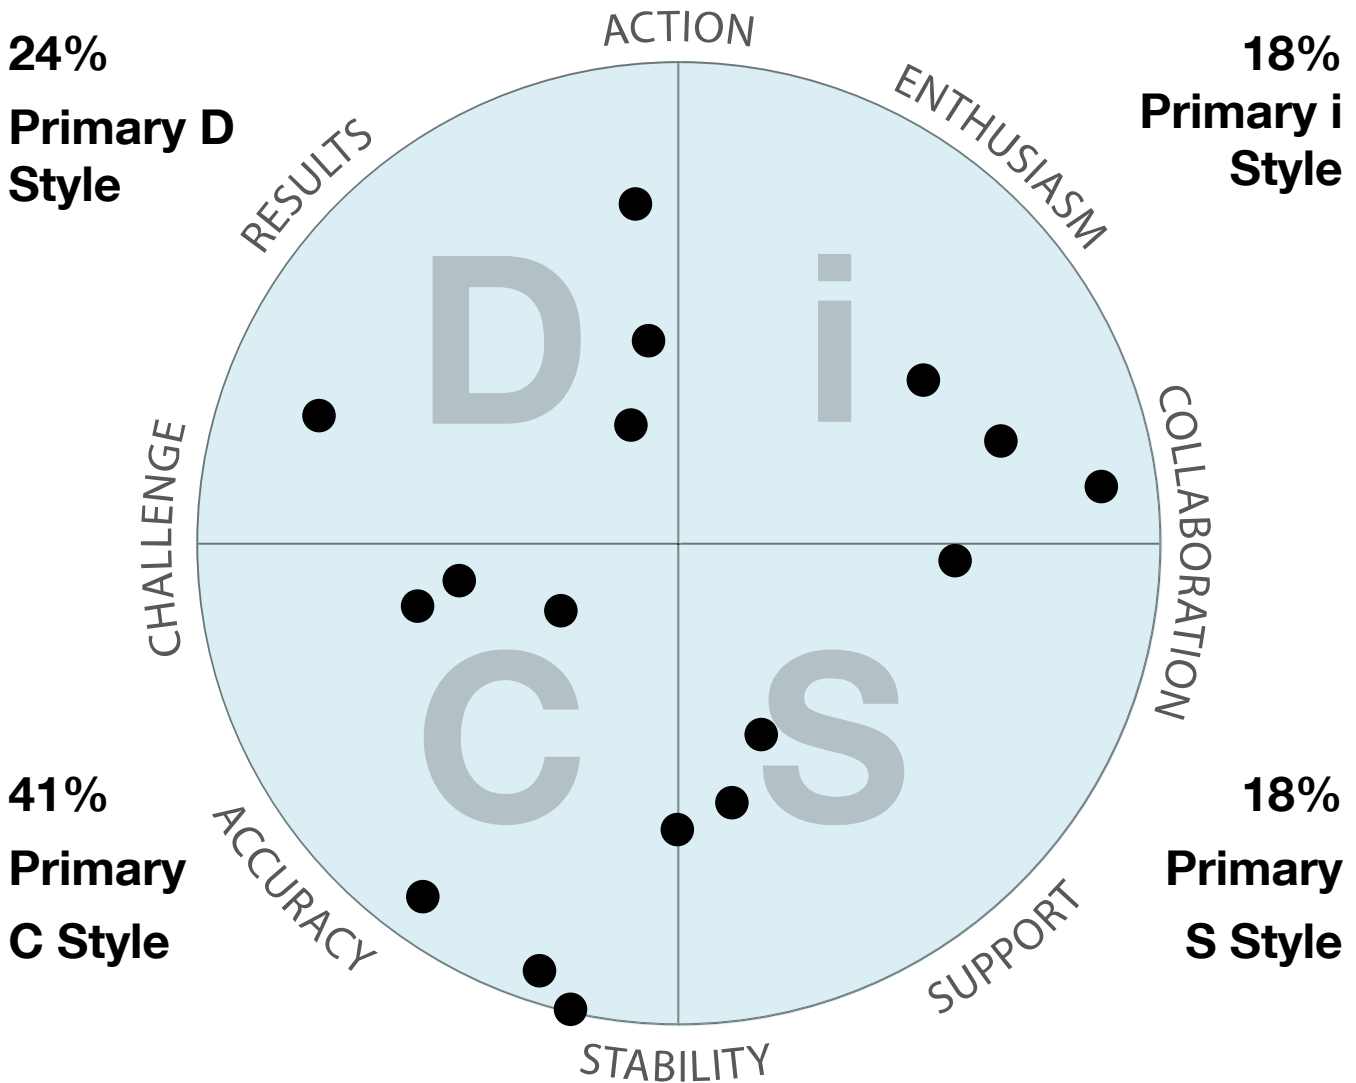 ACTION
24%
Primary D
Style
18%
Primary i
Style
RESULTS
ENTHUSIASM
D
i
CHALLENGE
COLLABORATION
C
S
41%
Primary
C Style
18%
Primary
S Style
ACCURACY
SUPPORT
STABILITY